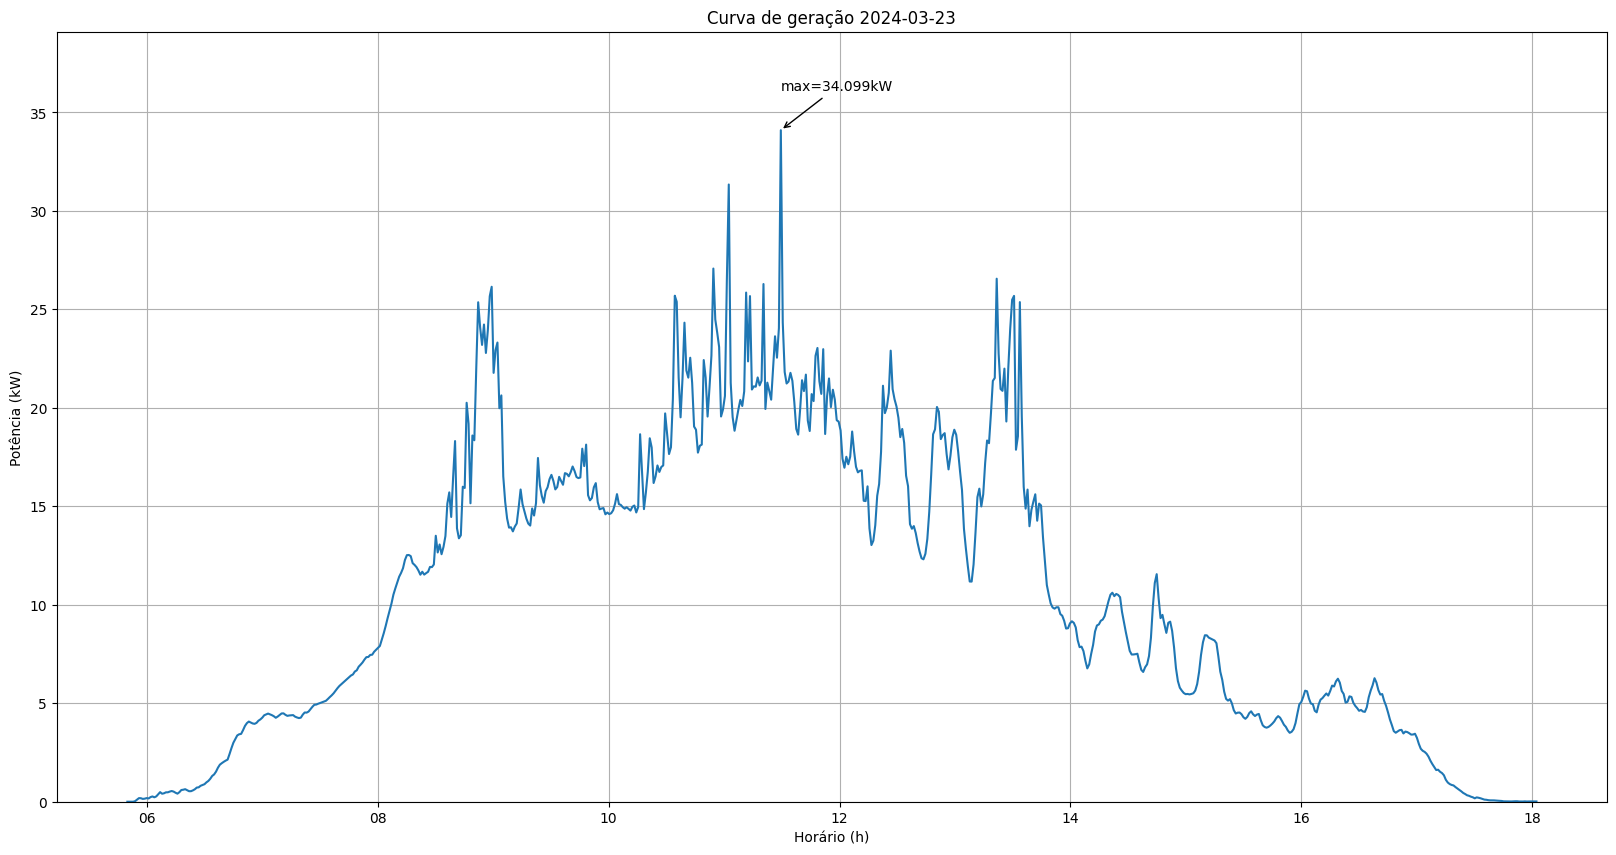 Curva de geração 2024-03-23
max=34.099kW
35
30
25
20
15
10
5
0
Potência (kW)
06 08 10 12 14 16 18
Horário (h)